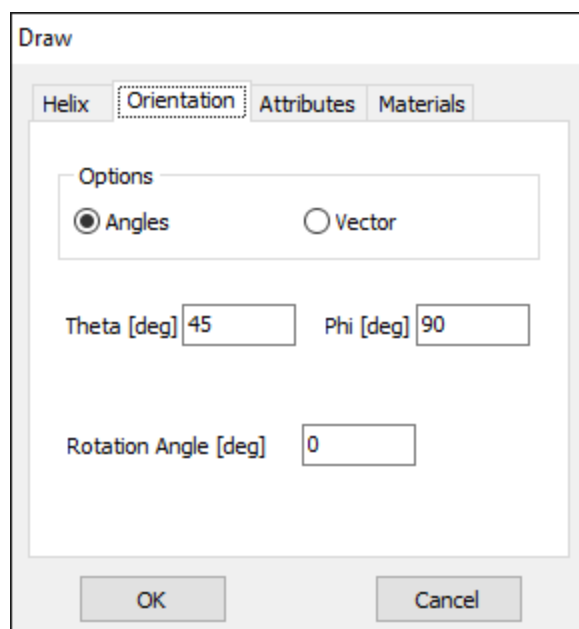 Draw
Helix Orientation Attributes Materials
Options
Angles Vector
Theta [deg] 45 Phi [deg] 90
Rotation Angle [deg] 0
OK Cancel